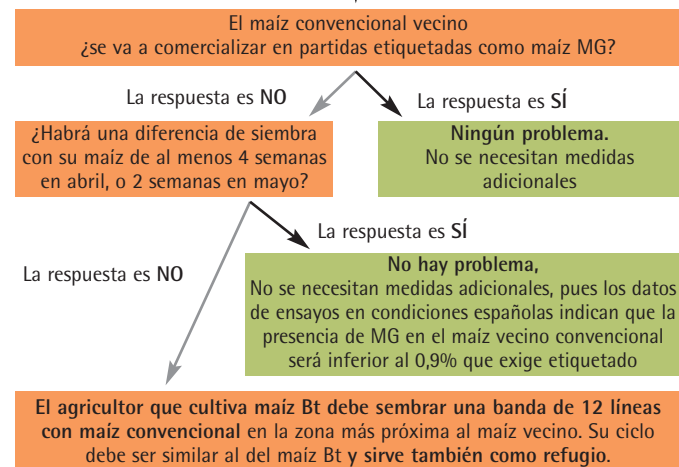 El maíz convencional vecino
¿se va a comercializar en partidas etiquetadas como maíz MG?
La respuesta es NO
La respuesta es SÍ
¿Habrá una diferencia de siembra
con su maíz de al menos 4 semanas
en abril, o 2 semanas en mayo?
Ningún problema.
No se necesitan medidas
adicionales
La respuesta es SÍ
La respuesta es NO
No hay problema,
No se necesitan medidas adicionales, pues los datos
de ensayos en condiciones españolas indican que la
presencia de MG en el maíz vecino convencional
será inferior al 0,9% que exige etiquetado
El agricultor que cultiva maíz Bt debe sembrar una banda de 12 líneas
con maíz convencional en la zona más próxima al maíz vecino. Su ciclo
debe ser similar al del maíz Bt y sirve también como refugio.